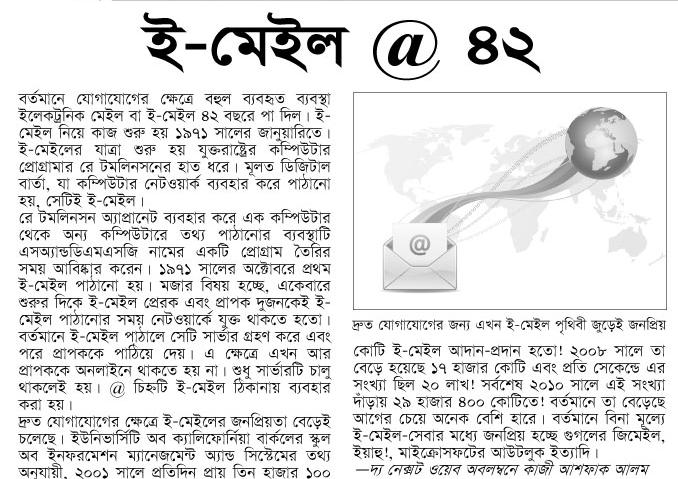 ই-মেইল @ ৪২
বর্তমানে যোগাযোগের ক্ষেত্রে বহুল ব্যবহৃত ব্যবস্থা
ইলেকট্রনিক মেইল বা ই-মেইল ৪২ বছরে পা দিল। ই-
মেইল নিয়ে কাজ শুরু হয় ১৯৭১ সালের জানুয়ারিতে।
ই-মেইলের যাত্রা শুরু হয় যুক্তরাষ্ট্রের কম্পিউটার
প্রোগ্রামার রে টমলিনসনের হাত ধরে। মূলত ডিজিটাল
বার্তা, যা কম্পিউটার নেটওয়ার্ক ব্যবহার করে পাঠানো
হয়, সেটিই ই-মেইল।
রে টমলিনসন অ্যাপ্রানেট ব্যবহার করে এক কম্পিউটার
থেকে অন্য কম্পিউটারে তথ্য পাঠানোর ব্যবস্থাটি
এসঅ্যান্ডডিএমএসজি নামের একটি প্রোগ্রাম তৈরির
সময় আবিষ্কার করেন। ১৯৭১ সালের অক্টোবরে প্রথম
ই-মেইল পাঠানো হয়। মজার বিষয় হচ্ছে, একেবারে
শুরুর দিকে ই-মেইল প্রেরক এবং প্রাপক দুজনকেই ই-
মেইল পাঠানোর সময় নেটওয়ার্কে যুক্ত থাকতে হতো।
বর্তমানে ই-মেইল পাঠালে সেটি সার্ভার গ্রহণ করে এবং
পরে প্রাপককে পাঠিয়ে দেয়। এ ক্ষেত্রে এখন আর
প্রাপককে অনলাইনে থাকতে হয় না। শুধু সার্ভারটি চালু
থাকলেই হয়। @ চিহ্নটি ই-মেইল ঠিকানায় ব্যবহার
করা হয়।
দ্রুত যোগাযোগের ক্ষেত্রে ই-মেইলের জনপ্রিয়তা বেড়েই
চলেছে। ইউনিভার্সিটি অব ক্যালিফোর্নিয়া বার্কলের স্কুল
অব ইনফরমেশন ম্যানেজমেন্ট অ্যান্ড সিস্টেমের তথ্য
অনুযায়ী, ২০০১ সালে প্রতিদিন প্রায় তিন হাজার ১০০
@
দ্রুত যোগাযোগের জন্য এখন ই-মেইল পৃথিবী জুড়েই জনপ্রিয়
কোটি ই-মেইল আদান-প্রদান হতো! ২০০৮ সালে তা
বেড়ে হয়েছে ১৭ হাজার কোটি এবং প্রতি সেকেন্ডে এর
সংখ্যা ছিল ২০ লাখ! সর্বশেষ ২০১০ সালে এই সংখ্যা
দাঁড়ায় ২৯ হাজার ৪০০ কোটিতে! বর্তমানে তা বেড়েছে
আগের চেয়ে অনেক বেশি হারে। বর্তমানে বিনা মূল্যে
ই-মেইল-সেবার মধ্যে জনপ্রিয় হচ্ছে গুগলের জিমেইল,
ইয়াহু!, মাইক্রোসফটের আউটলুক ইত্যাদি।
—দ্য নেক্সট ওয়েব অবলম্বনে কাজী আশফাক আলম